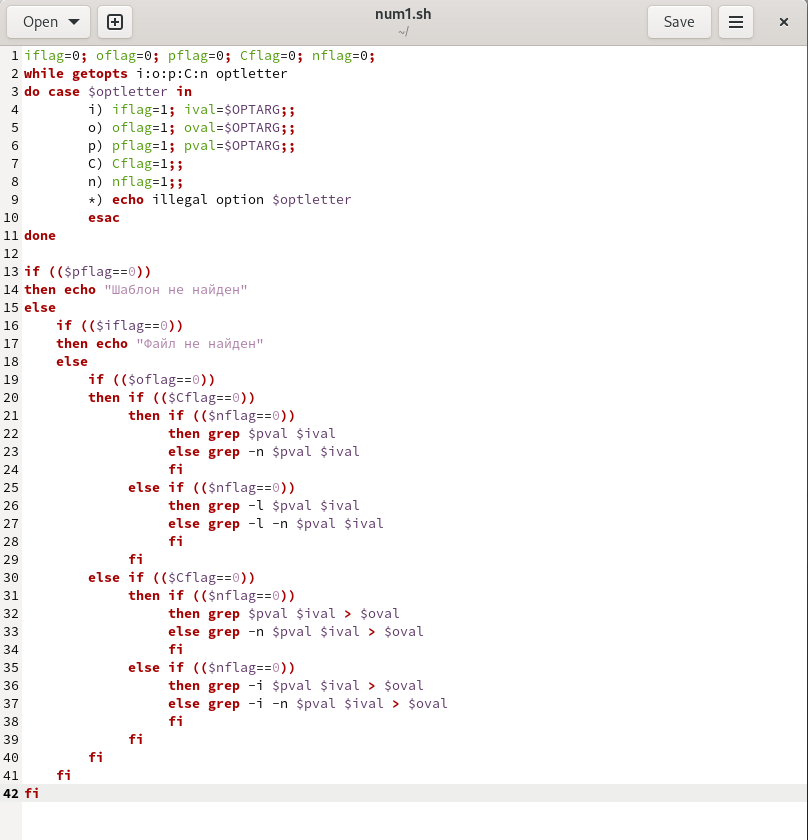 Open
num1.sh
~/
Save
1 iflag=0; oflag=0; pflag=0; Cflag=0; nflag=0;
2 while getopts i:o:p:C:n optletter
3 do case $optletter in
4         i) iflag=1; ival=$OPTARG;;
5         o) oflag=1; oval=$OPTARG;;
6         p) pflag=1; pval=$OPTARG;;
7         C) Cflag=1;;
8         n) nflag=1;;
9         *) echo illegal option $optletter
10         esac
11 done
12
13 if (($pflag==0))
14 then echo "Шаблон не найден"
15 else
16     if (($iflag==0))
17     then echo "Файл не найден"
18     else
19         if (($oflag==0))
20         then if (($Cflag==0))
21              then if (($nflag==0))
22                   then grep $pval $ival
23                   else grep -n $pval $ival
24                   fi
25              else if (($nflag==0))
26                   then grep -l $pval $ival
27                   else grep -l -n $pval $ival
28                   fi
29              fi
30         else if (($Cflag==0))
31              then if (($nflag==0))
32                   then grep $pval $ival > $oval
33                   else grep -n $pval $ival > $oval
34                   fi
35              else if (($nflag==0))
36                   then grep -i $pval $ival > $oval
37                   else grep -i -n $pval $ival > $oval
38                   fi
39              fi
40         fi
41     fi
42 fi